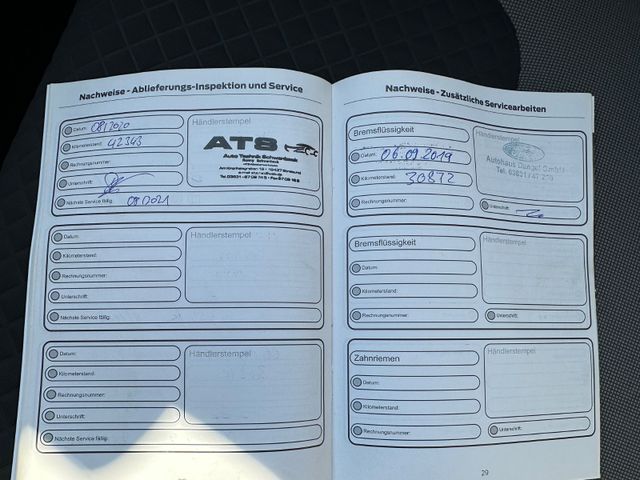 Nachweise - Ablieferungs-Inspektion und Service
Datum: 08/2020
Händlerstempel
Kilometerstand: 42343
ATS
Auto Technik Schwanbeck
Rechnungsnummer:
Unterschrift:
Nächste Service fällig: 08/2021
Datum:
Händlerstempel
Kilometerstand:
Rechnungsnummer:
Unterschrift:
Nächste Service fällig:
Datum:
Händlerstempel
Kilometerstand:
Rechnungsnummer:
Unterschrift:
Nächste Service fällig:
Nachweise - Zusätzliche Servicearbeiten
Bremsflüssigkeit
Händlerstempel
Datum: 06.09.2019
Autohaus
GmbH
Kilometerstand: 30872
Rechnungsnummer:
Unterschrift:
Bremsflüssigkeit
Händlerstempel
Datum:
Kilometerstand:
Rechnungsnummer:
Unterschrift:
Zahnriemen
Händlerstempel
Datum:
Kilometerstand:
Rechnungsnummer:
Unterschrift:
29